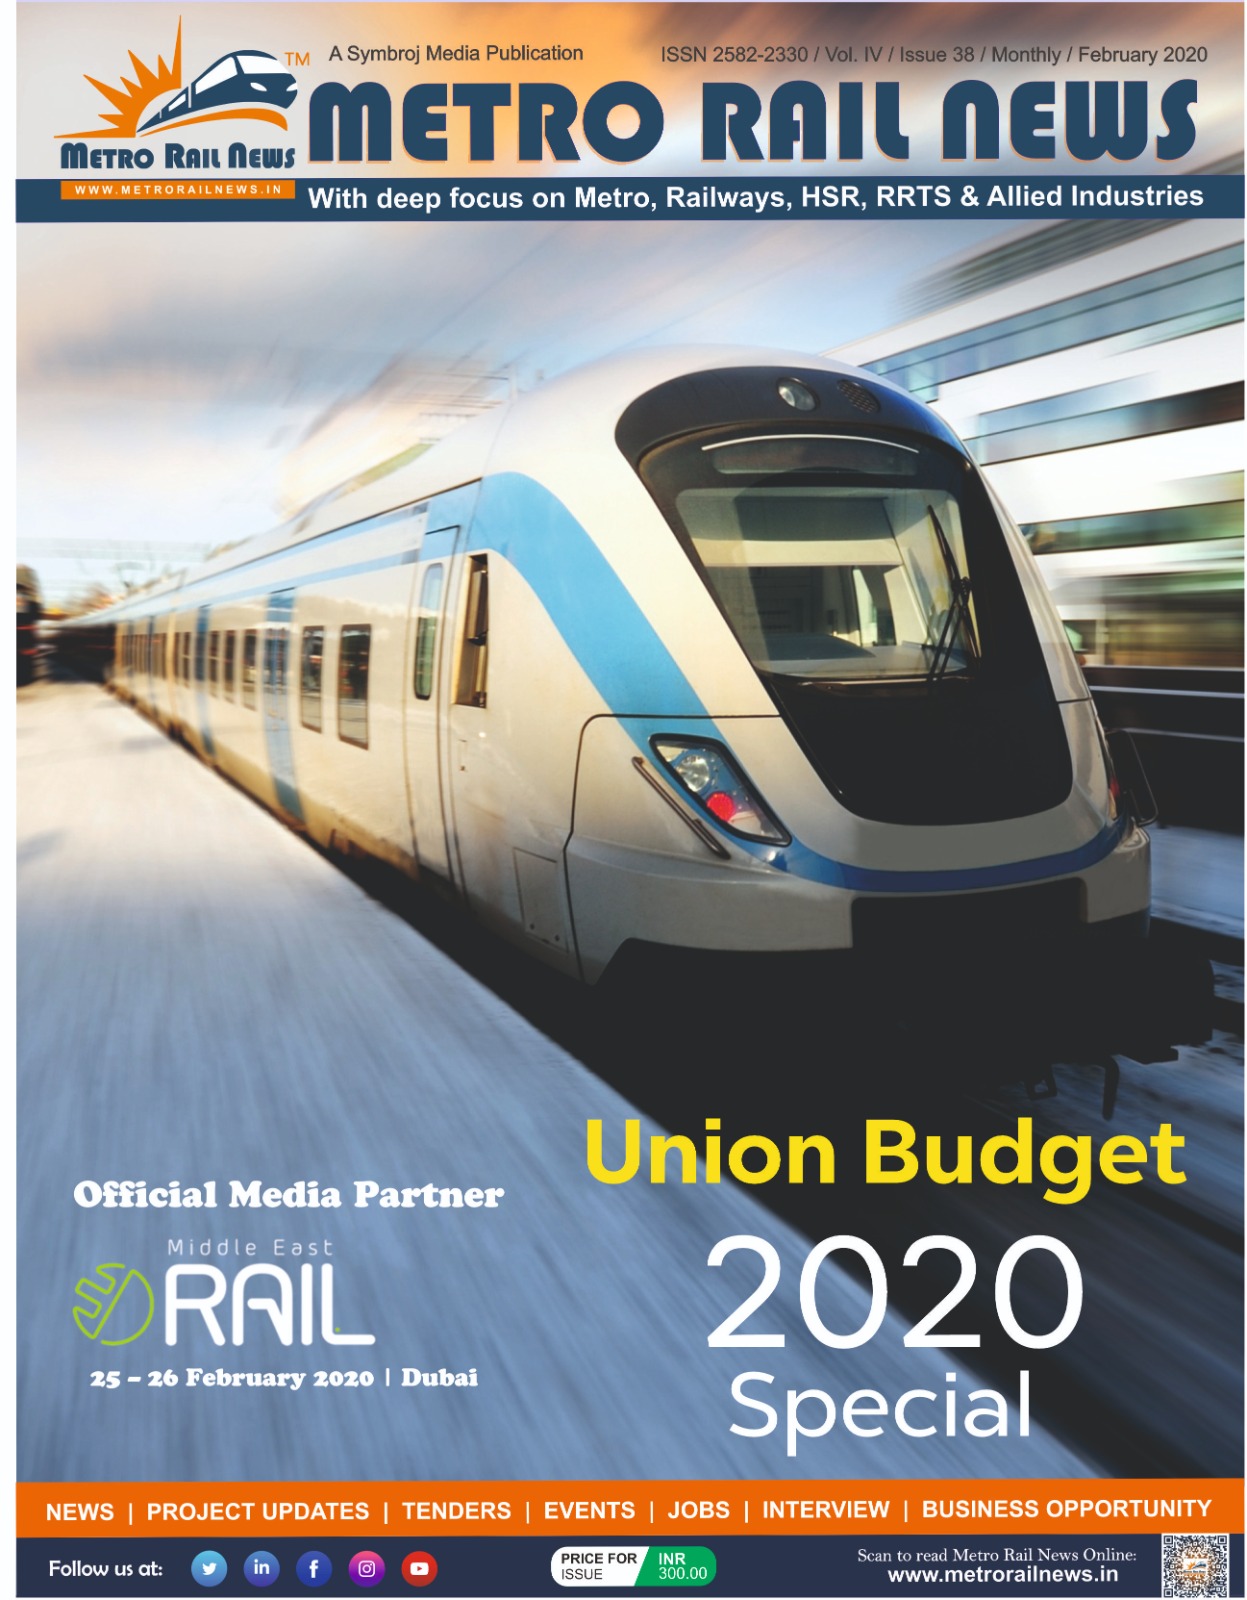 A Symbroj Media Publication
ISSN 2582-2330 / Vol. IV / Issue 38 / Monthly / February 2020
TM
METRO RAIL NEWS
METRO RAIL NEWS
WWW.METRORAILNEWS.IN
With deep focus on Metro, Railways, HSR, RRTS & Allied Industries
Union Budget
2020
Special
Official Media Partner
Middle East
RAIL
25 – 26 February 2020 | Dubai
NEWS | PROJECT UPDATES | TENDERS | EVENTS | JOBS | INTERVIEW | BUSINESS OPPORTUNITY
Follow us at:
in
f
PRICE FOR
ISSUE
INR
300.00
Scan to read Metro Rail News Online:
www.metrorailnews.in